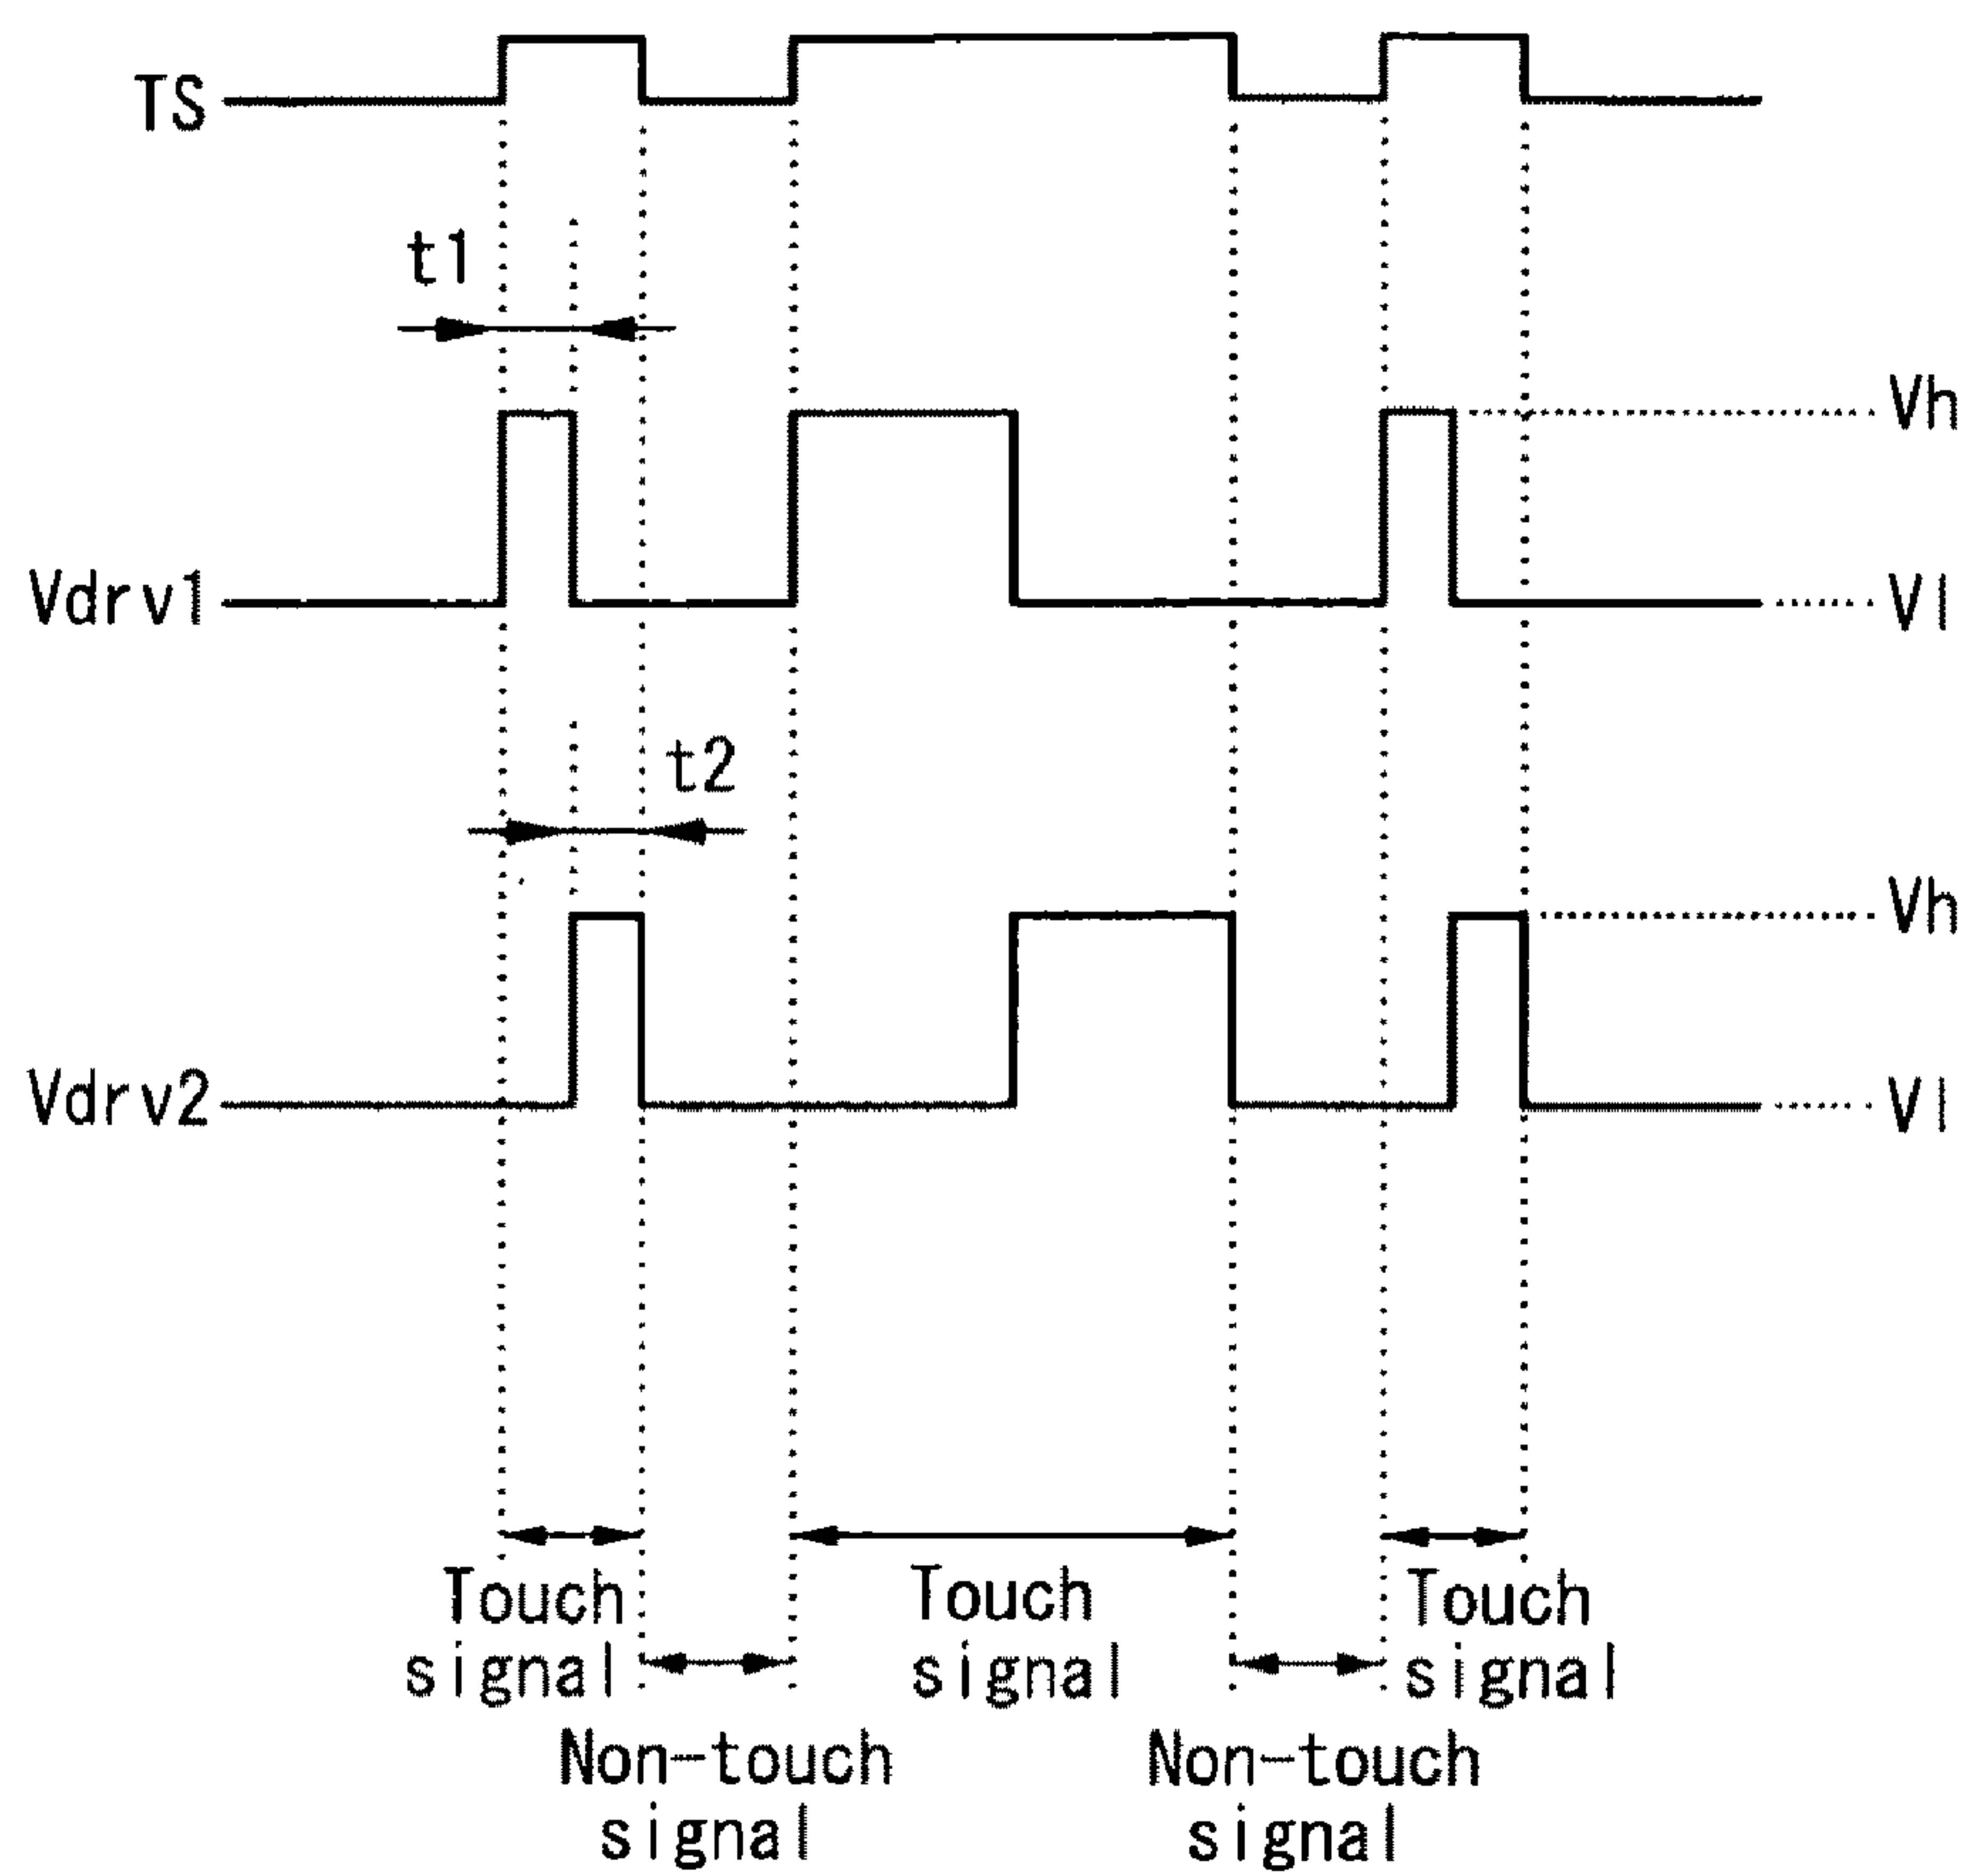 TS
t1
Vh
Vdrv1
Vl
t2
Vh
Vdrv2
Vl
Touch
signal
Touch
signal
Touch
signal
Non-touch
signal
Non-touch
signal